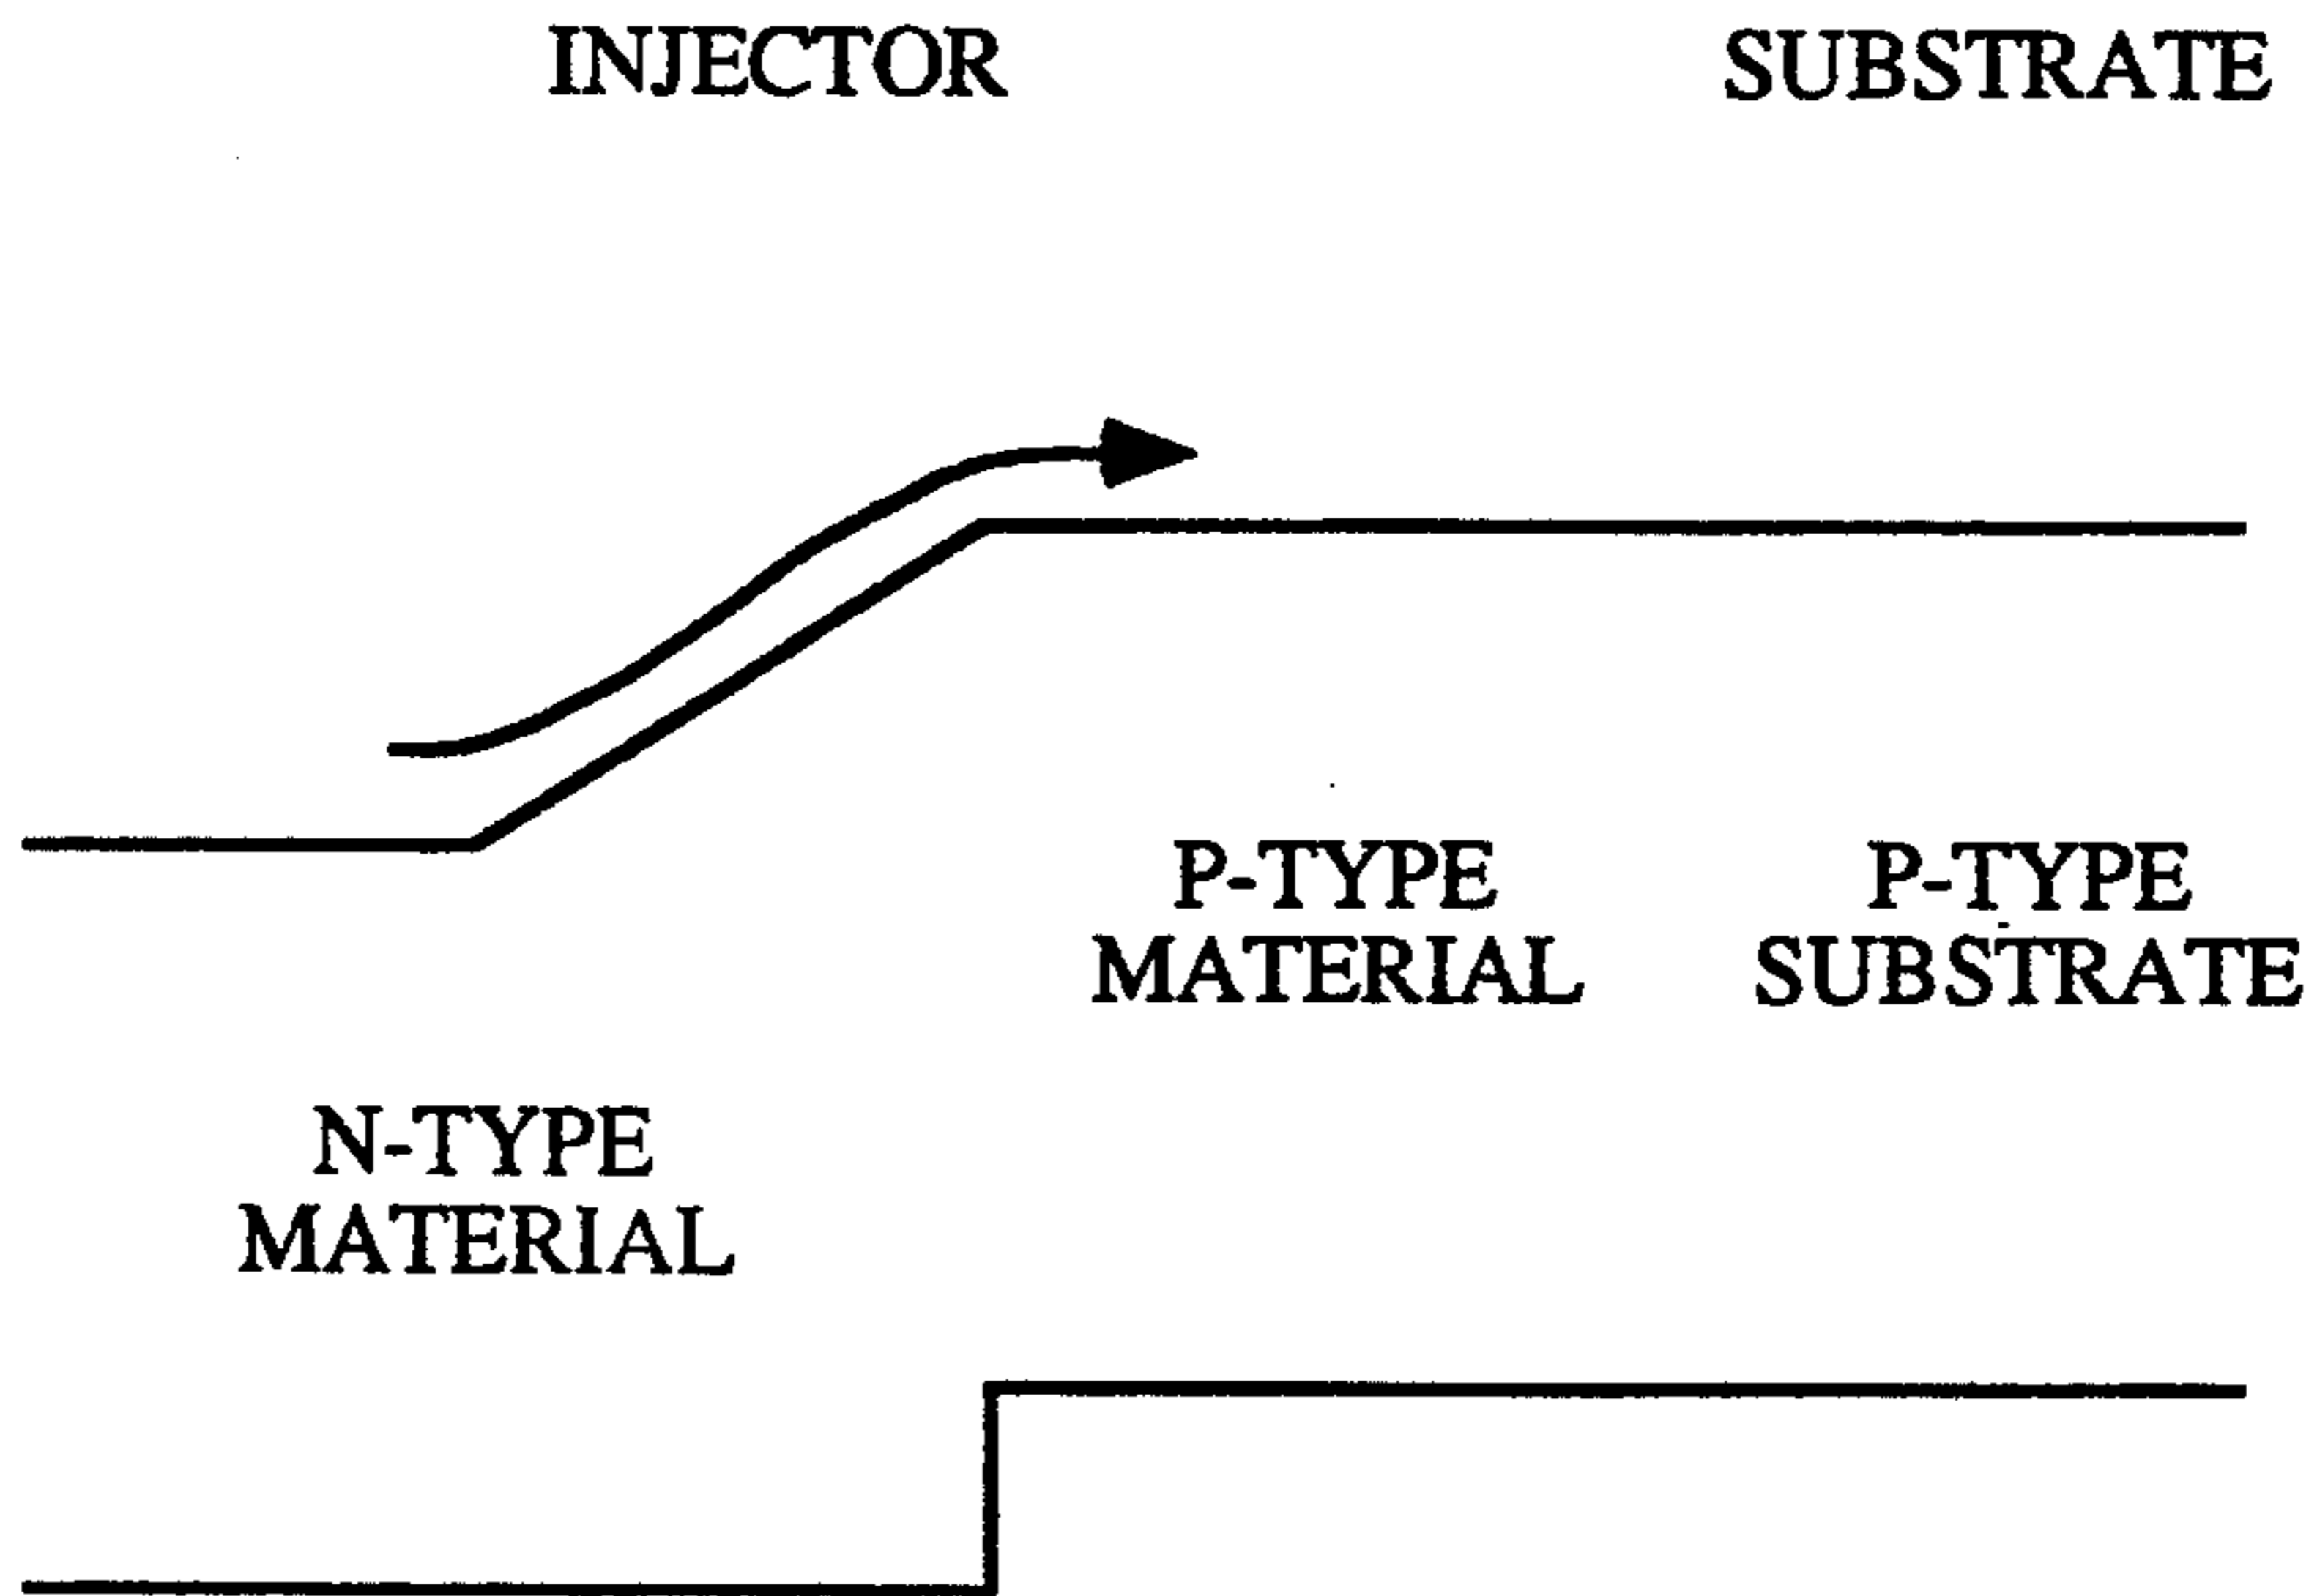 INJECTOR
SUBSTRATE
P-TYPE
MATERIAL
P-TYPE
SUBSTRATE
N-TYPE
MATERIAL